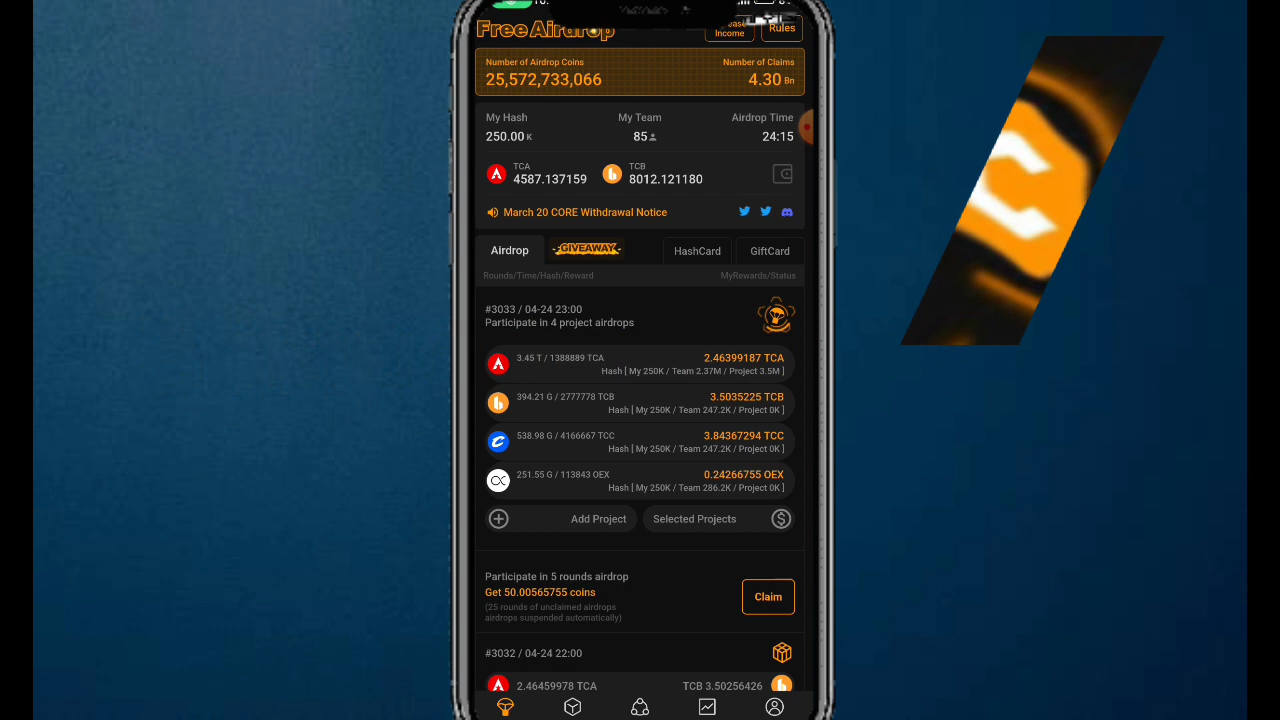 Free Airdrop
Income
Rules
Number of Airdrop Coins
Number of Claims
25,572,733,066
4.30 Bn
My Hash
My Team
Airdrop Time
250.00 K
85
24:15
TCA
4587.137159
TCB
8012.121180
March 20 CORE Withdrawal Notice
Airdrop
GIVEAWAY
HashCard
GiftCard
Rounds/Time/Hash/Reward
MyRewards/Status
#3033 / 04-24 23:00
Participate in 4 project airdrops
3.45 T / 1388889 TCA
2.46399187 TCA
Hash [ My 250K / Team 2.37M / Project 3.5M ]
394.21 G / 2777778 TCB
3.5035225 TCB
Hash [ My 250K / Team 247.2K / Project 0K ]
538.98 G / 4166667 TCC
3.84367294 TCC
Hash [ My 250K / Team 247.2K / Project 0K ]
251.55 G / 113843 OEX
0.24266755 OEX
Hash [ My 250K / Team 286.2K / Project 0K ]
Add Project
Selected Projects
Participate in 5 rounds airdrop
Get 50.00565755 coins
(25 rounds of unclaimed airdrops
airdrops suspended automatically)
Claim
#3032 / 04-24 22:00
2.46459978 TCA
TCB 3.50256426